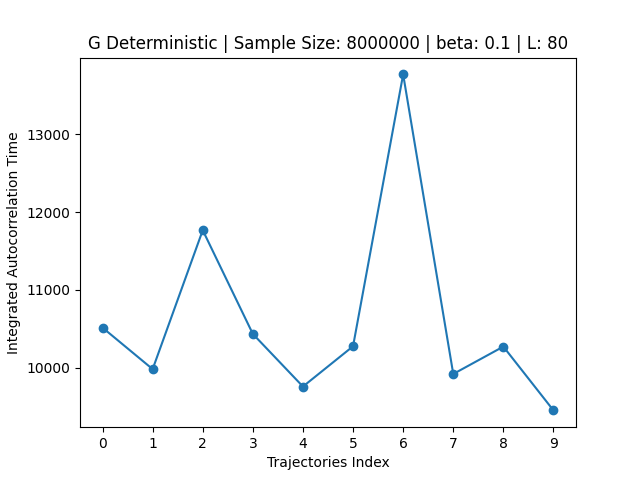 G Deterministic | Sample Size: 8000000 | beta: 0.1 | L: 80
Integrated Autocorrelation Time
13000
12000
11000
10000
0 1 2 3 4 5 6 7 8 9
Trajectories Index